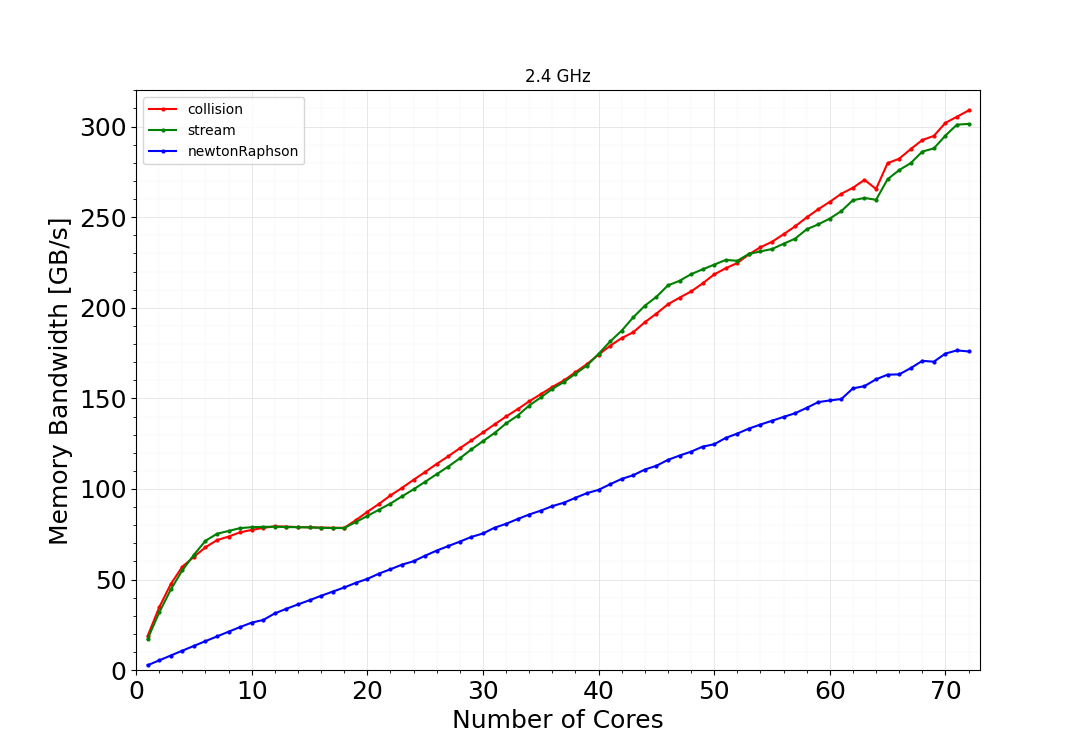 2.4 GHz
collision
stream
newtonRaphson
Memory Bandwidth [GB/s]
300
250
200
150
100
50
0
0 10 20 30 40 50 60 70
Number of Cores